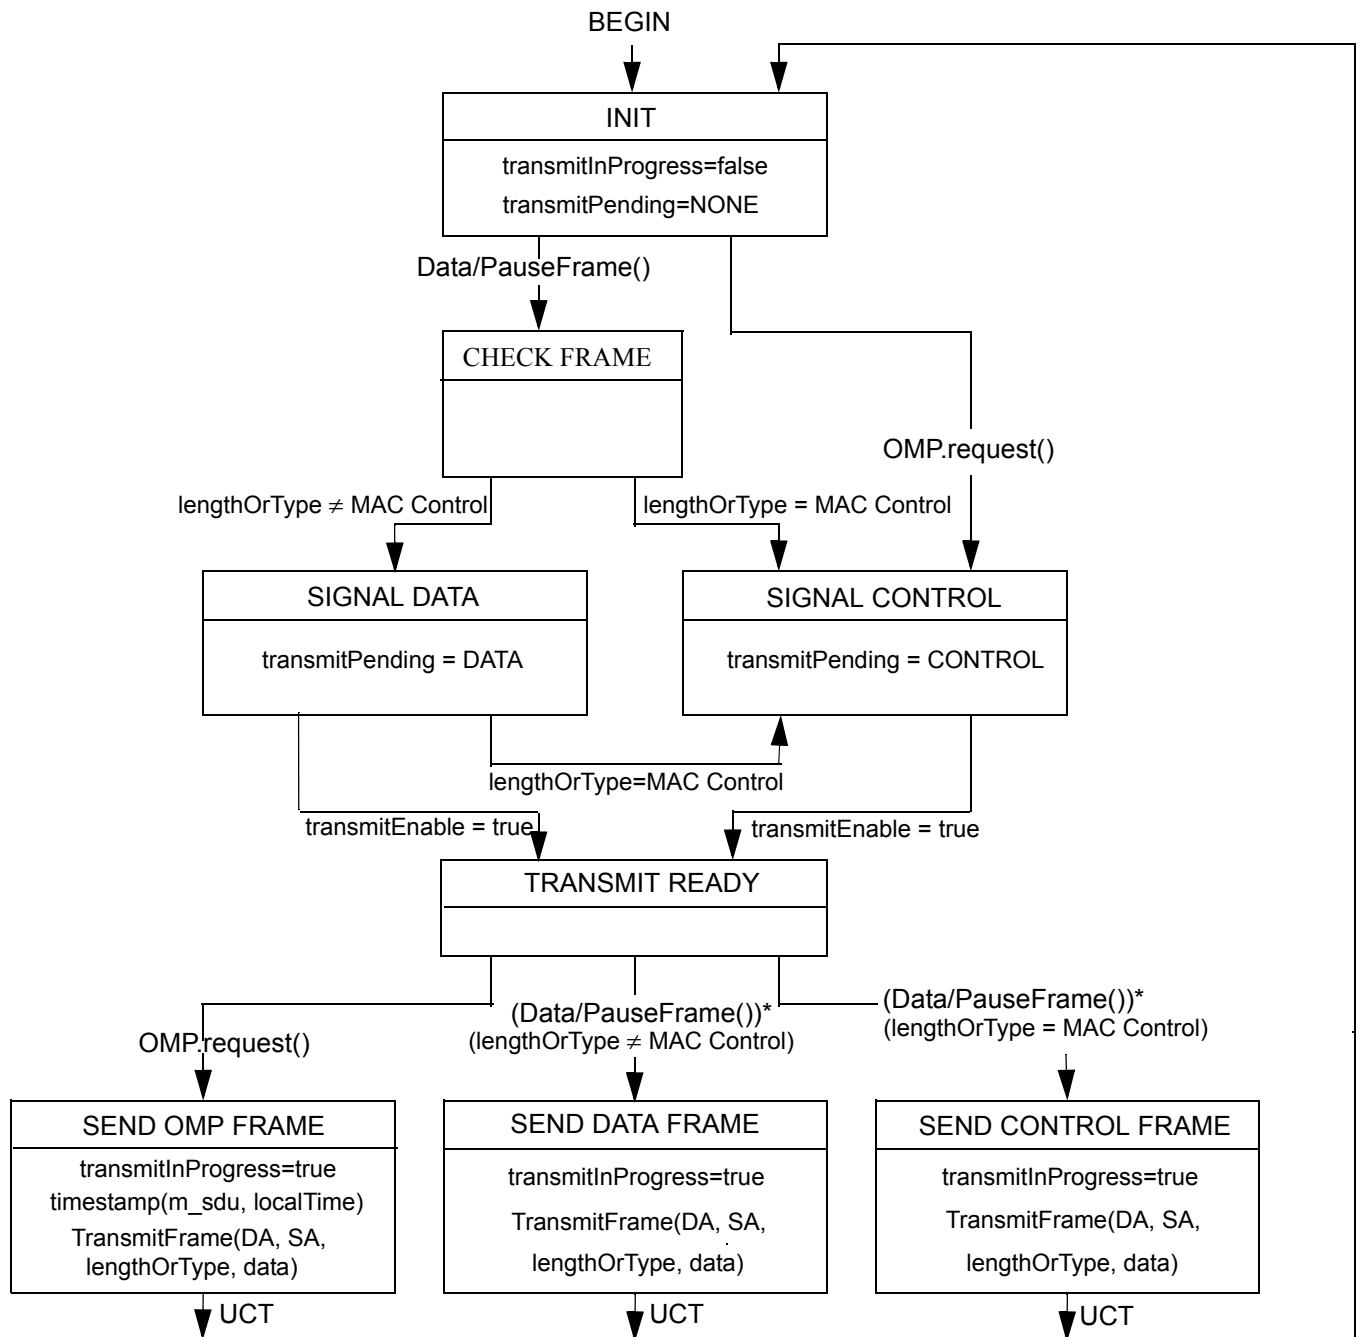 BEGIN
INIT
transmitInProgress=false
transmitPending=NONE
Data/PauseFrame()
CHECK FRAME
OMP.request()
lengthOrType ≠ MAC Control
lengthOrType = MAC Control
SIGNAL DATA
transmitPending = DATA
SIGNAL CONTROL
transmitPending = CONTROL
lengthOrType=MAC Control
transmitEnable = true
transmitEnable = true
TRANSMIT READY
OMP.request()
(Data/PauseFrame())*
(lengthOrType ≠ MAC Control)
(Data/PauseFrame())*
(lengthOrType = MAC Control)
SEND OMP FRAME
transmitInProgress=true
timestamp(m_sdu, localTime)
TransmitFrame(DA, SA,
lengthOrType, data)
UCT
SEND DATA FRAME
transmitInProgress=true
TransmitFrame(DA, SA,
lengthOrType, data)
UCT
SEND CONTROL FRAME
transmitInProgress=true
TransmitFrame(DA, SA,
lengthOrType, data)
UCT